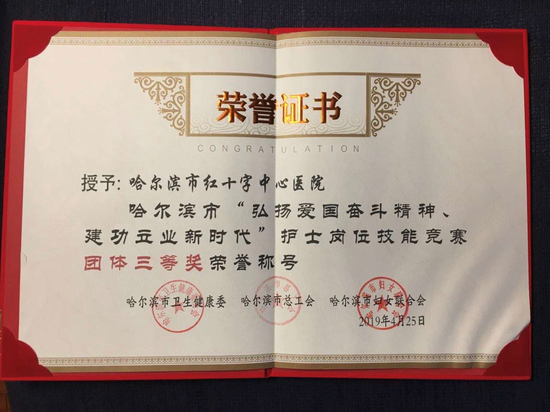 荣誉证书
CONGRATULATION
授予:哈尔滨市红十字中心医院
哈尔滨市“弘扬爱国奋斗精神、
建功立业新时代”护士岗位技能竞赛
团体三等奖荣誉称号
哈尔滨市卫生健康委 哈尔滨市总工会 哈尔滨市妇女联合会
2019年4月25日